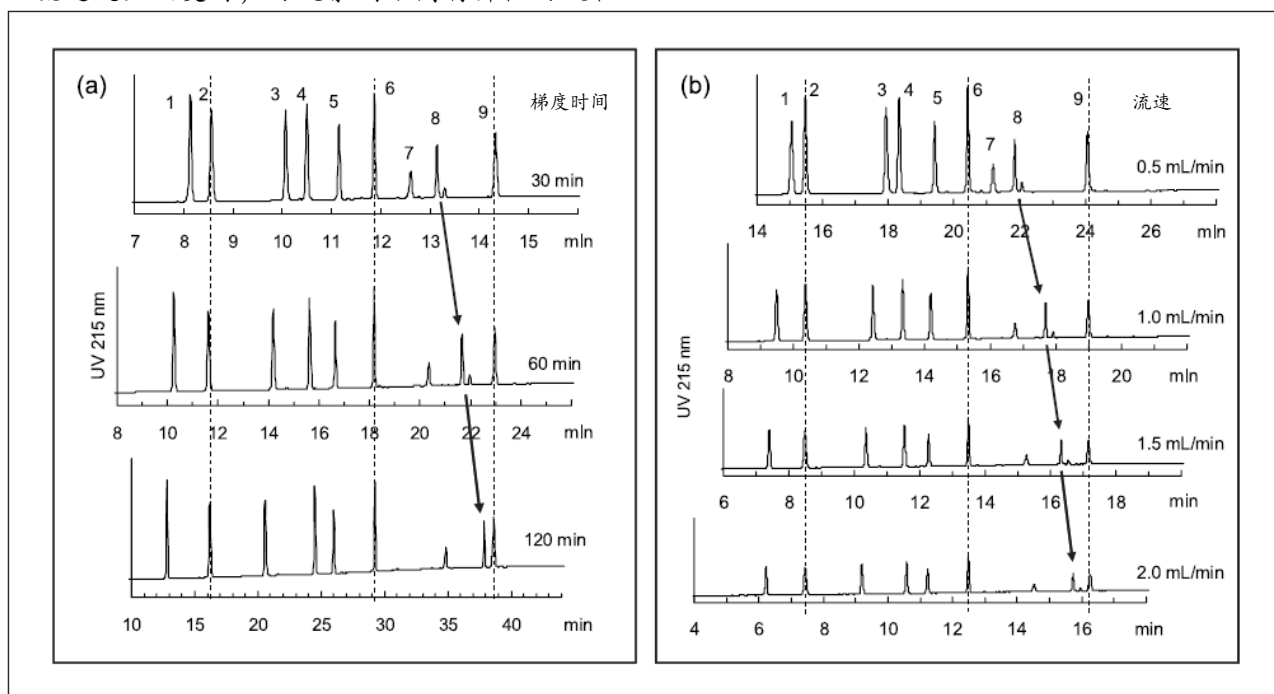 (a)
1 2 3 4 5 6 7 8 9
梯度时间
30 min
7 8 9 10 11 12 13 14 15 mln
60 min
8 10 12 14 16 18 20 22 24 mln
120 min
10 15 20 25 30 35 40 min
UV 215 nm
(b)
1 2 3 4 5 6 7 8 9
流速
0.5 mL/min
14 16 18 20 22 24 26 mln
1.0 mL/min
8 10 12 14 16 18 20 mln
1.5 mL/min
6 8 10 12 14 16 18 min
2.0 mL/min
4 6 8 12 14 16 min
UV 215 nm